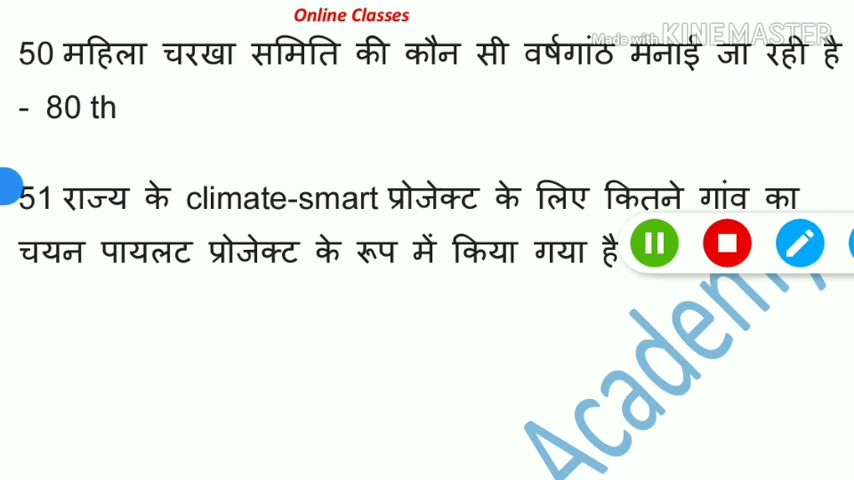 Online Classes
Made with KINEMASTER
50 महिला चरखा समिति की कौन सी वर्षगांठ मनाई जा रही है
- 80 th
51 राज्य के climate-smart प्रोजेक्ट के लिए कितने गांव का
चयन पायलट प्रोजेक्ट के रूप में किया गया है
Academy